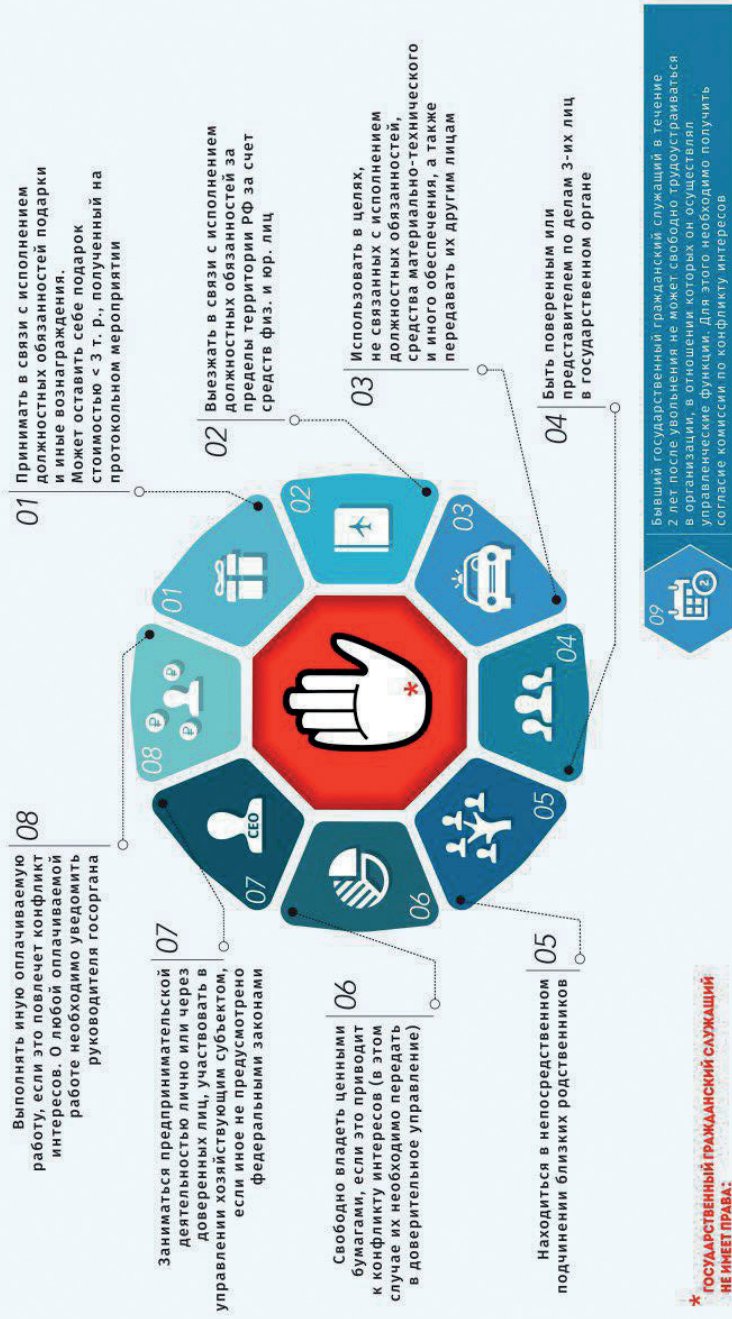 01
Принимать в связи с исполнением
должностных обязанностей подарки
и иные вознаграждения.
Может оставить себе подарок
стоимостью < 3 т. р., полученный на
протокольном мероприятии
02
Выезжать в связи с исполнением
должностных обязанностей за
пределы территории РФ за счет
средств физ. и юр. лиц
03
Использовать в целях,
не связанных с исполнением
должностных обязанностей,
средства материально-технического
и иного обеспечения, а также
передавать их другим лицам
04
Быть поверенным или
представителем по делам 3-их лиц
в государственном органе
05
Находиться в непосредственном
подчинении близких родственников
06
Свободно владеть ценными
бумагами, если это приводит
к конфликту интересов (в этом
случае их необходимо передать
в доверительное управление)
07
Заниматься предпринимательской
деятельностью лично или через
доверенных лиц, участвовать в
управлении хозяйствующим субъектом,
если иное не предусмотрено
федеральными законами
08
Выполнять иную оплачиваемую
работу, если это повлечет конфликт
интересов. О любой оплачиваемой
работе необходимо уведомить
руководителя госоргана
01
02
03
04
05
06
07
CEO
08
₽ ₽ ₽
*
* ГОСУДАРСТВЕННЫЙ ГРАЖДАНСКИЙ СЛУЖАЩИЙ
НЕ ИМЕЕТ ПРАВА:
09
2
Бывший государственный гражданский служащий в течение
2 лет после увольнения не может свободно трудоустраиваться
в организации, в отношении которых он осуществлял
управленческие функции. Для этого необходимо получить
согласие комиссии по конфликту интересов